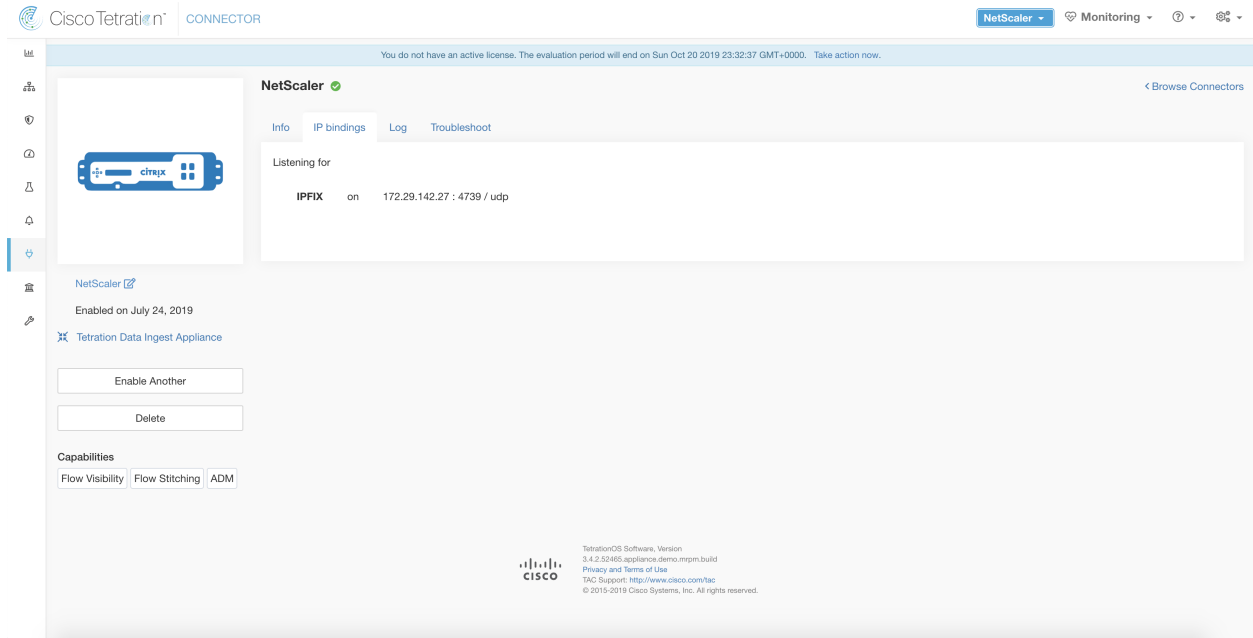 Cisco Tetration™ CONNECTOR NetScaler Monitoring
You do not have an active license. The evaluation period will end on Sun Oct 20 2019 23:32:37 GMT+0000. Take action now.
NetScaler
Browse Connectors
Info IP bindings Log Troubleshoot
Listening for
IPFIX on 172.29.142.27 : 4739 / udp
CITRIX
NetScaler
Enabled on July 24, 2019
Tetration Data Ingest Appliance
Enable Another
Delete
Capabilities
Flow Visibility Flow Stitching ADM
CISCO
TetrationOS Software, Version
3.4.2.52465.appliance.demo.mrpm.build
Privacy and Terms of Use
TAC Support: http://www.cisco.com/tac
© 2015-2019 Cisco Systems, Inc. All rights reserved.